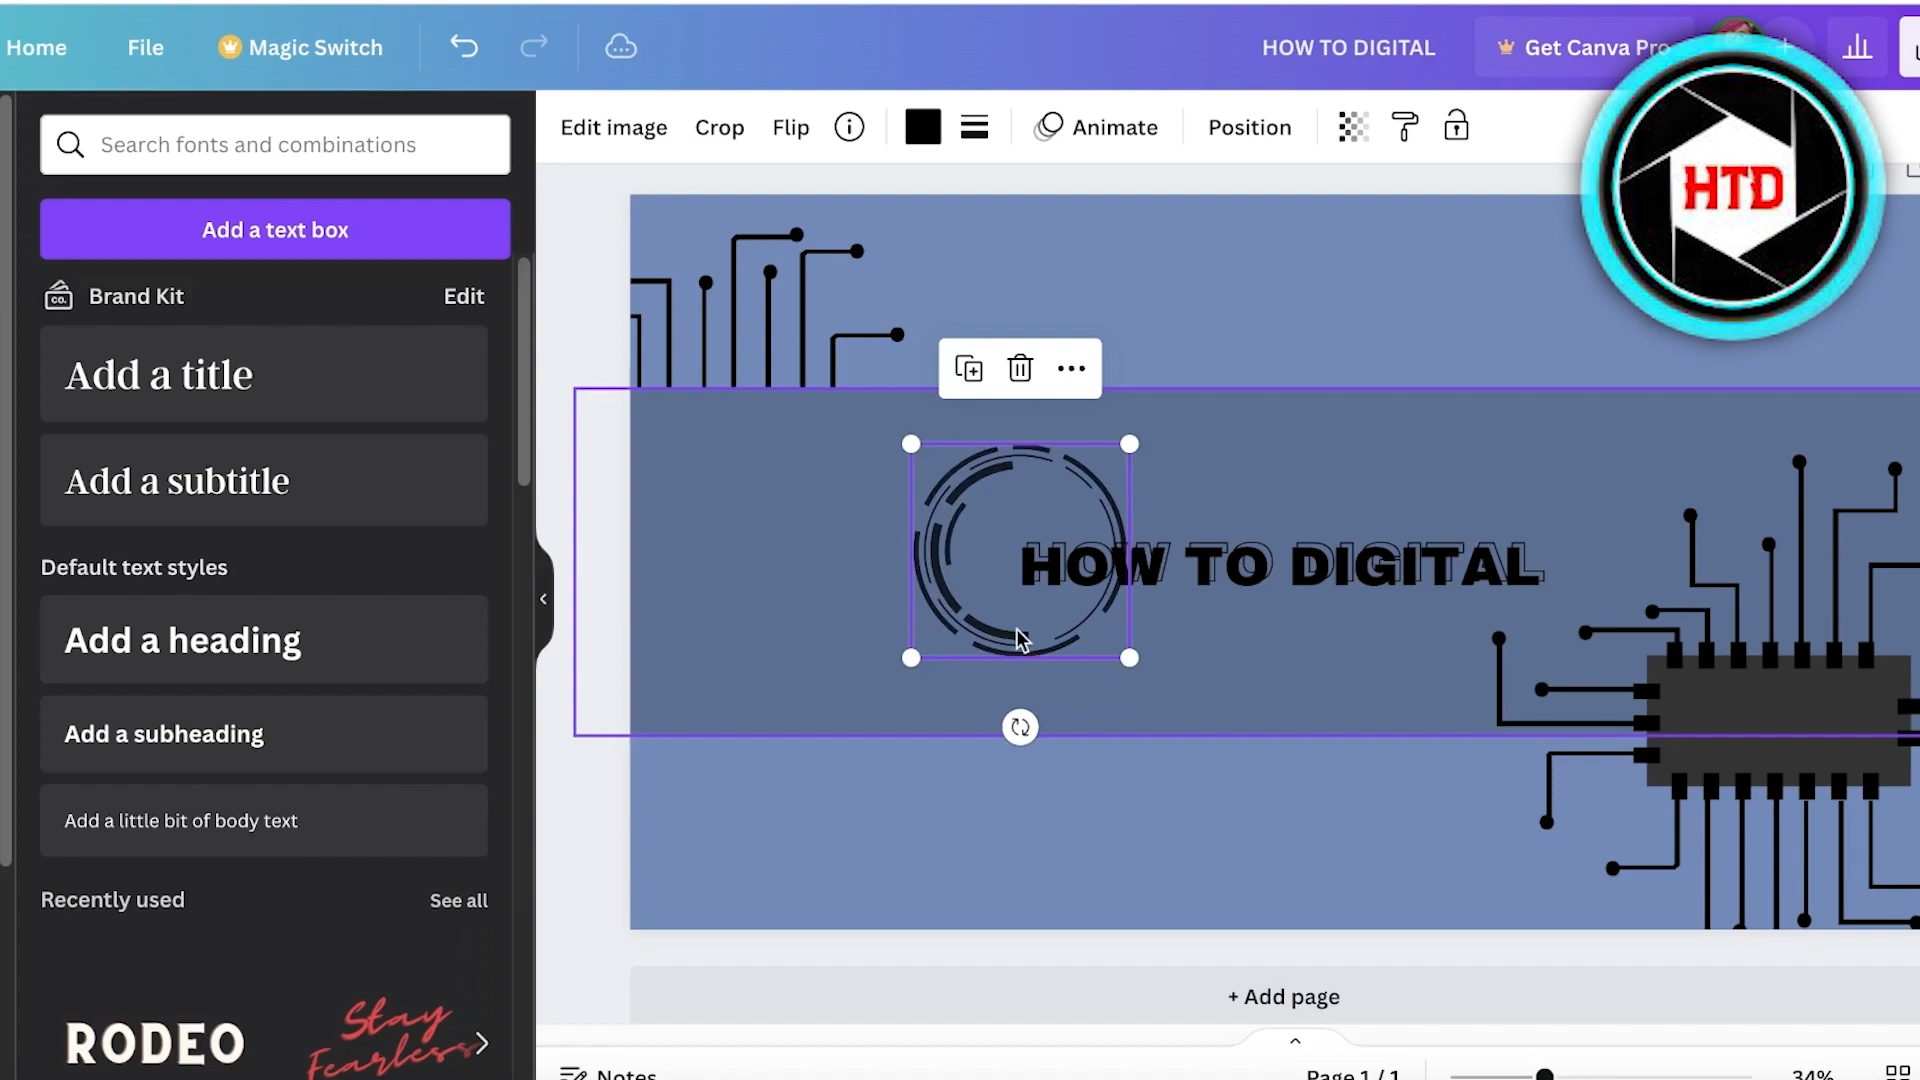 Home File Magic Switch HOW TO DIGITAL Get Canva Pro
Search fonts and combinations
Edit image Crop Flip Animate Position
HTD
Add a text box
Brand Kit Edit
co.
Add a title
Add a subtitle
HOW TO DIGITAL
Default text styles
Add a heading
Add a subheading
Add a little bit of body text
Recently used See all
+ Add page
RODEO Stay
Fearless
Notes Page 1 / 1 34%